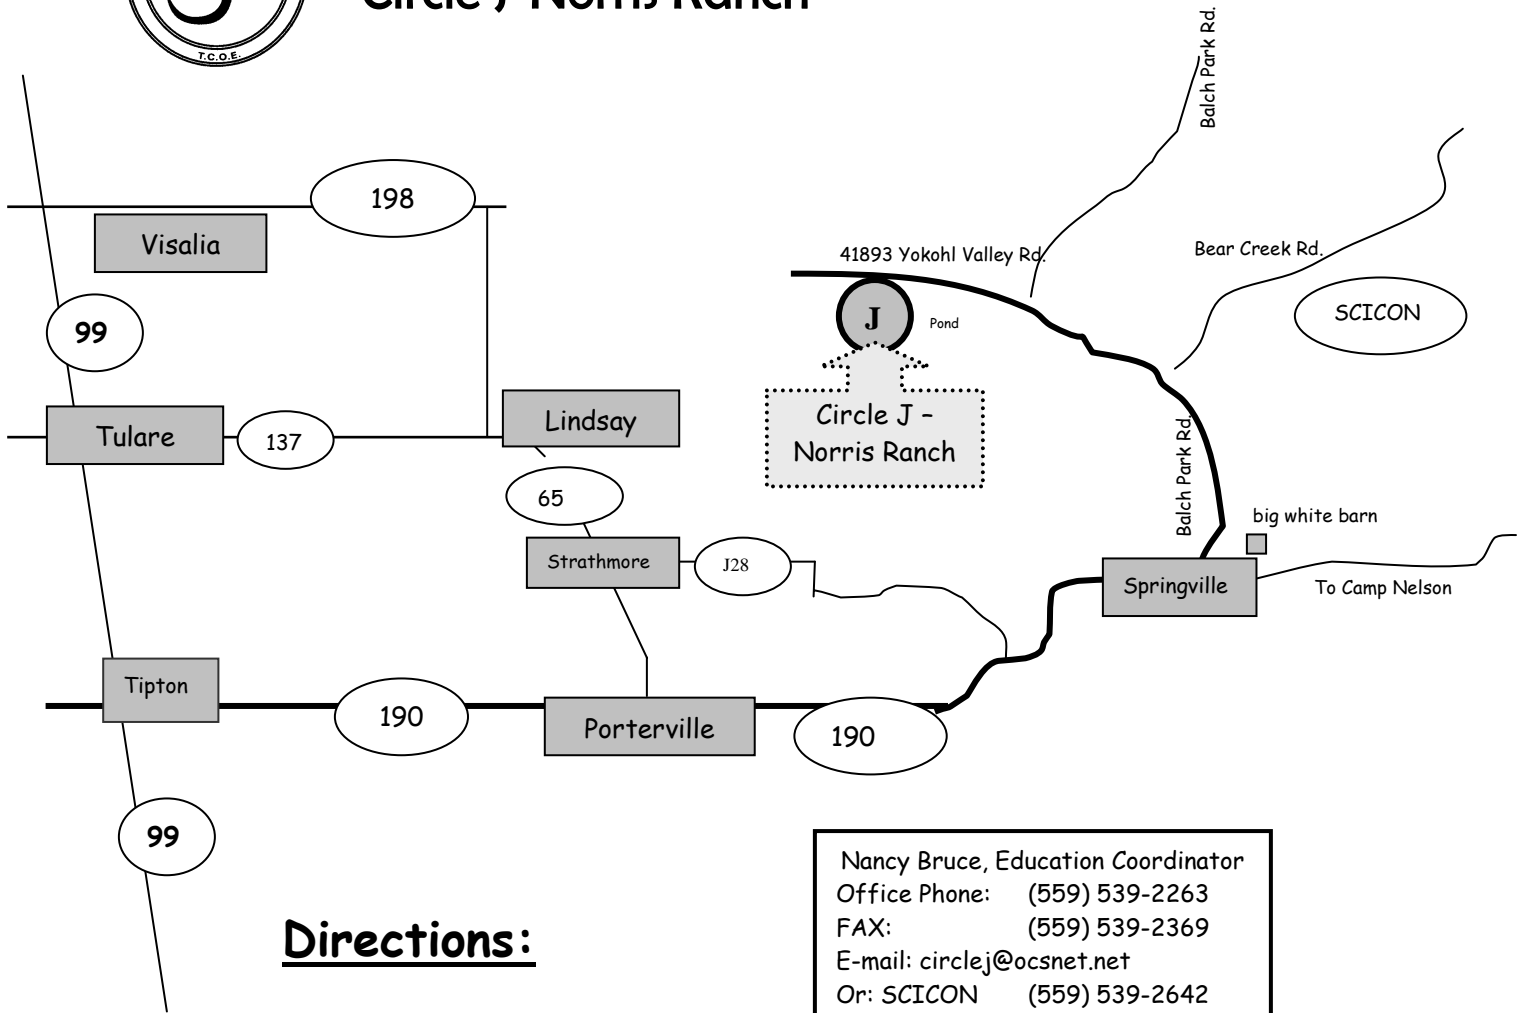 Circle J Norris Ranch
T.C.O.E.
Balch Park Rd.
198
Visalia
41893 Yokohl Valley Rd.
Bear Creek Rd.
SCICON
99
J
Pond
Circle J –
Norris Ranch
Lindsay
Tulare
137
Balch Park Rd.
65
big white barn
Strathmore
J28
Springville
To Camp Nelson
Tipton
190
Porterville
190
99
Nancy Bruce, Education Coordinator
Office Phone: (559) 539-2263
FAX: (559) 539-2369
E-mail: circlej@ocsnet.net
Or: SCICON (559) 539-2642
Directions: